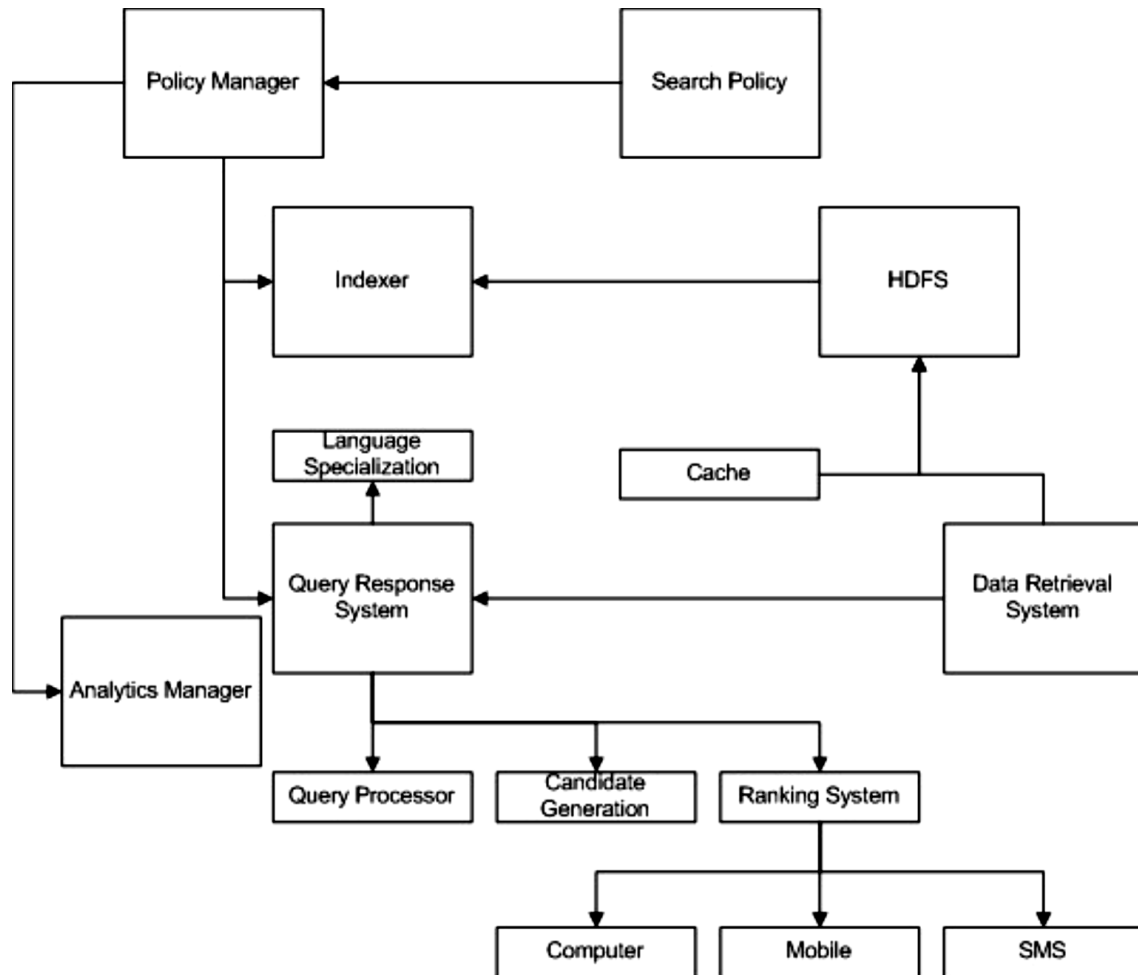 Policy Manager
Search Policy
Indexer
HDFS
Language
Specialization
Cache
Query Response
System
Data Retrieval
System
Analytics Manager
Query Processor
Candidate
Generation
Ranking System
Computer
Mobile
SMS